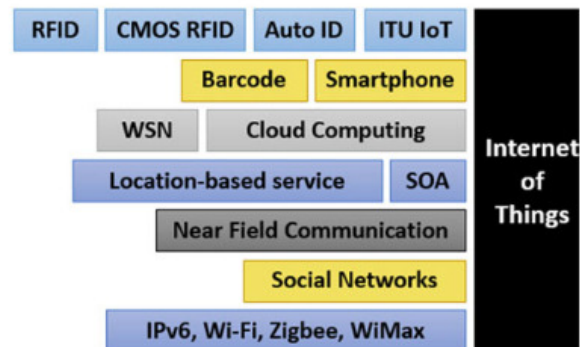 RFID CMOS RFID Auto ID ITU IoT
Barcode Smartphone
WSN Cloud Computing
Location-based service SOA
Near Field Communication
Social Networks
IPv6, Wi-Fi, Zigbee, WiMax
Internet
of
Things